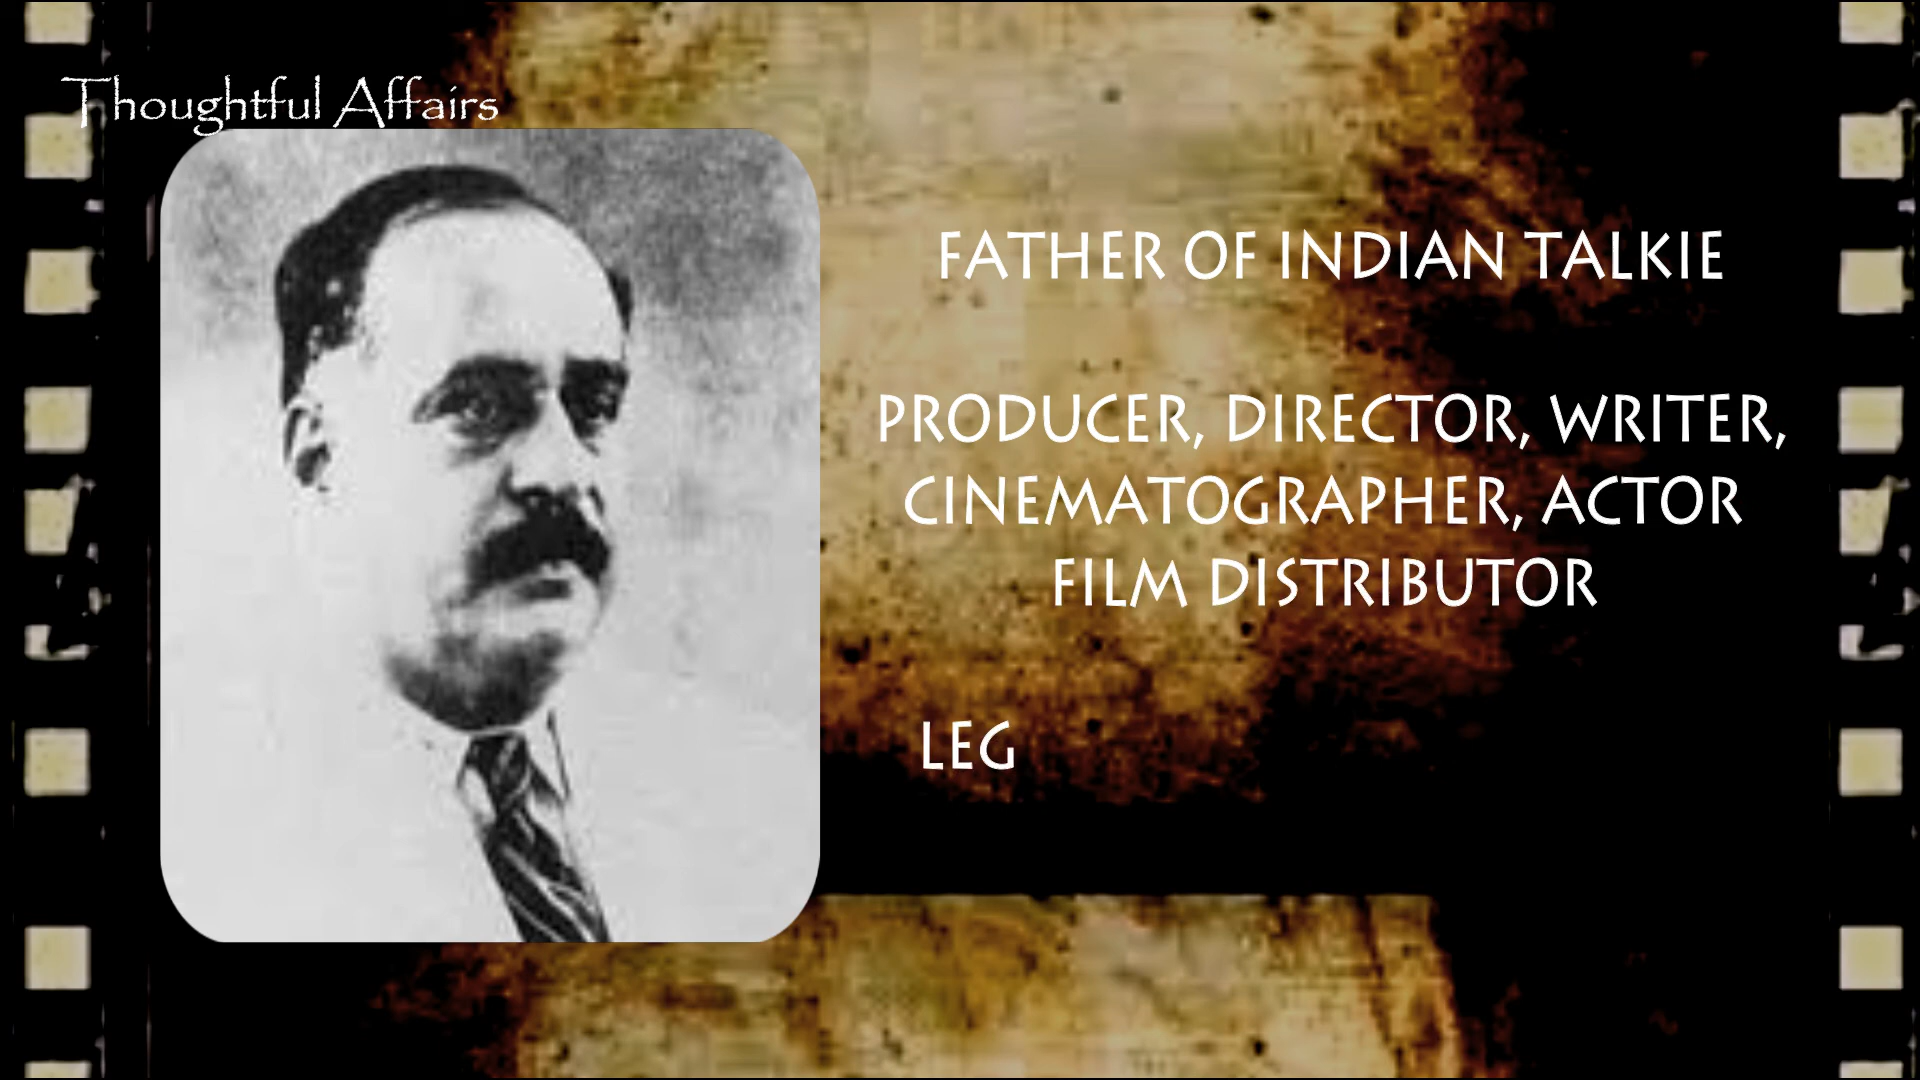 Thoughtful Affairs
FATHER OF INDIAN TALKIE
PRODUCER, DIRECTOR, WRITER,
CINEMATOGRAPHER, ACTOR
FILM DISTRIBUTOR
LEG